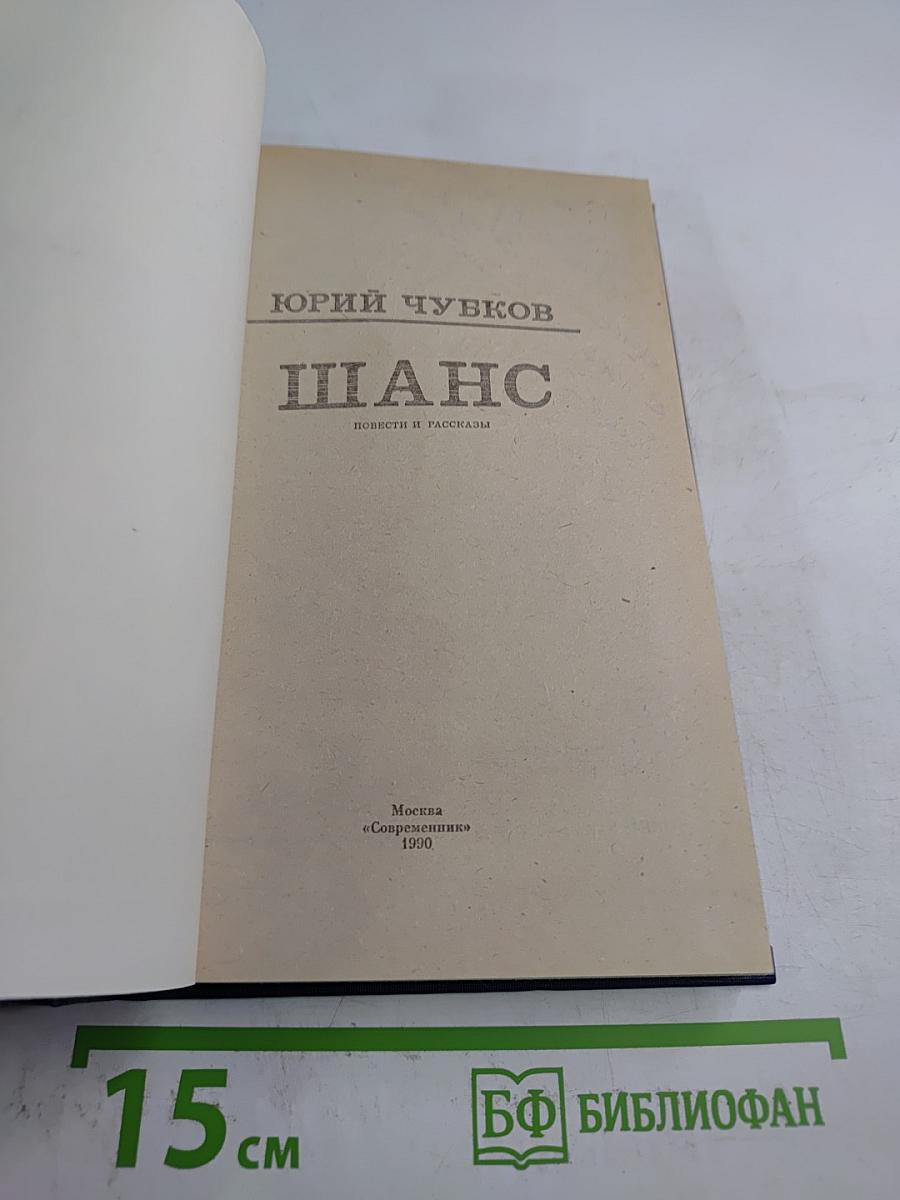 ЮРИЙ ЧУБКОВ
ШАНС
ПОВЕСТИ И РАССКАЗЫ
Москва
«Современник»
1990
15 см
БФ БИБЛИОФАН